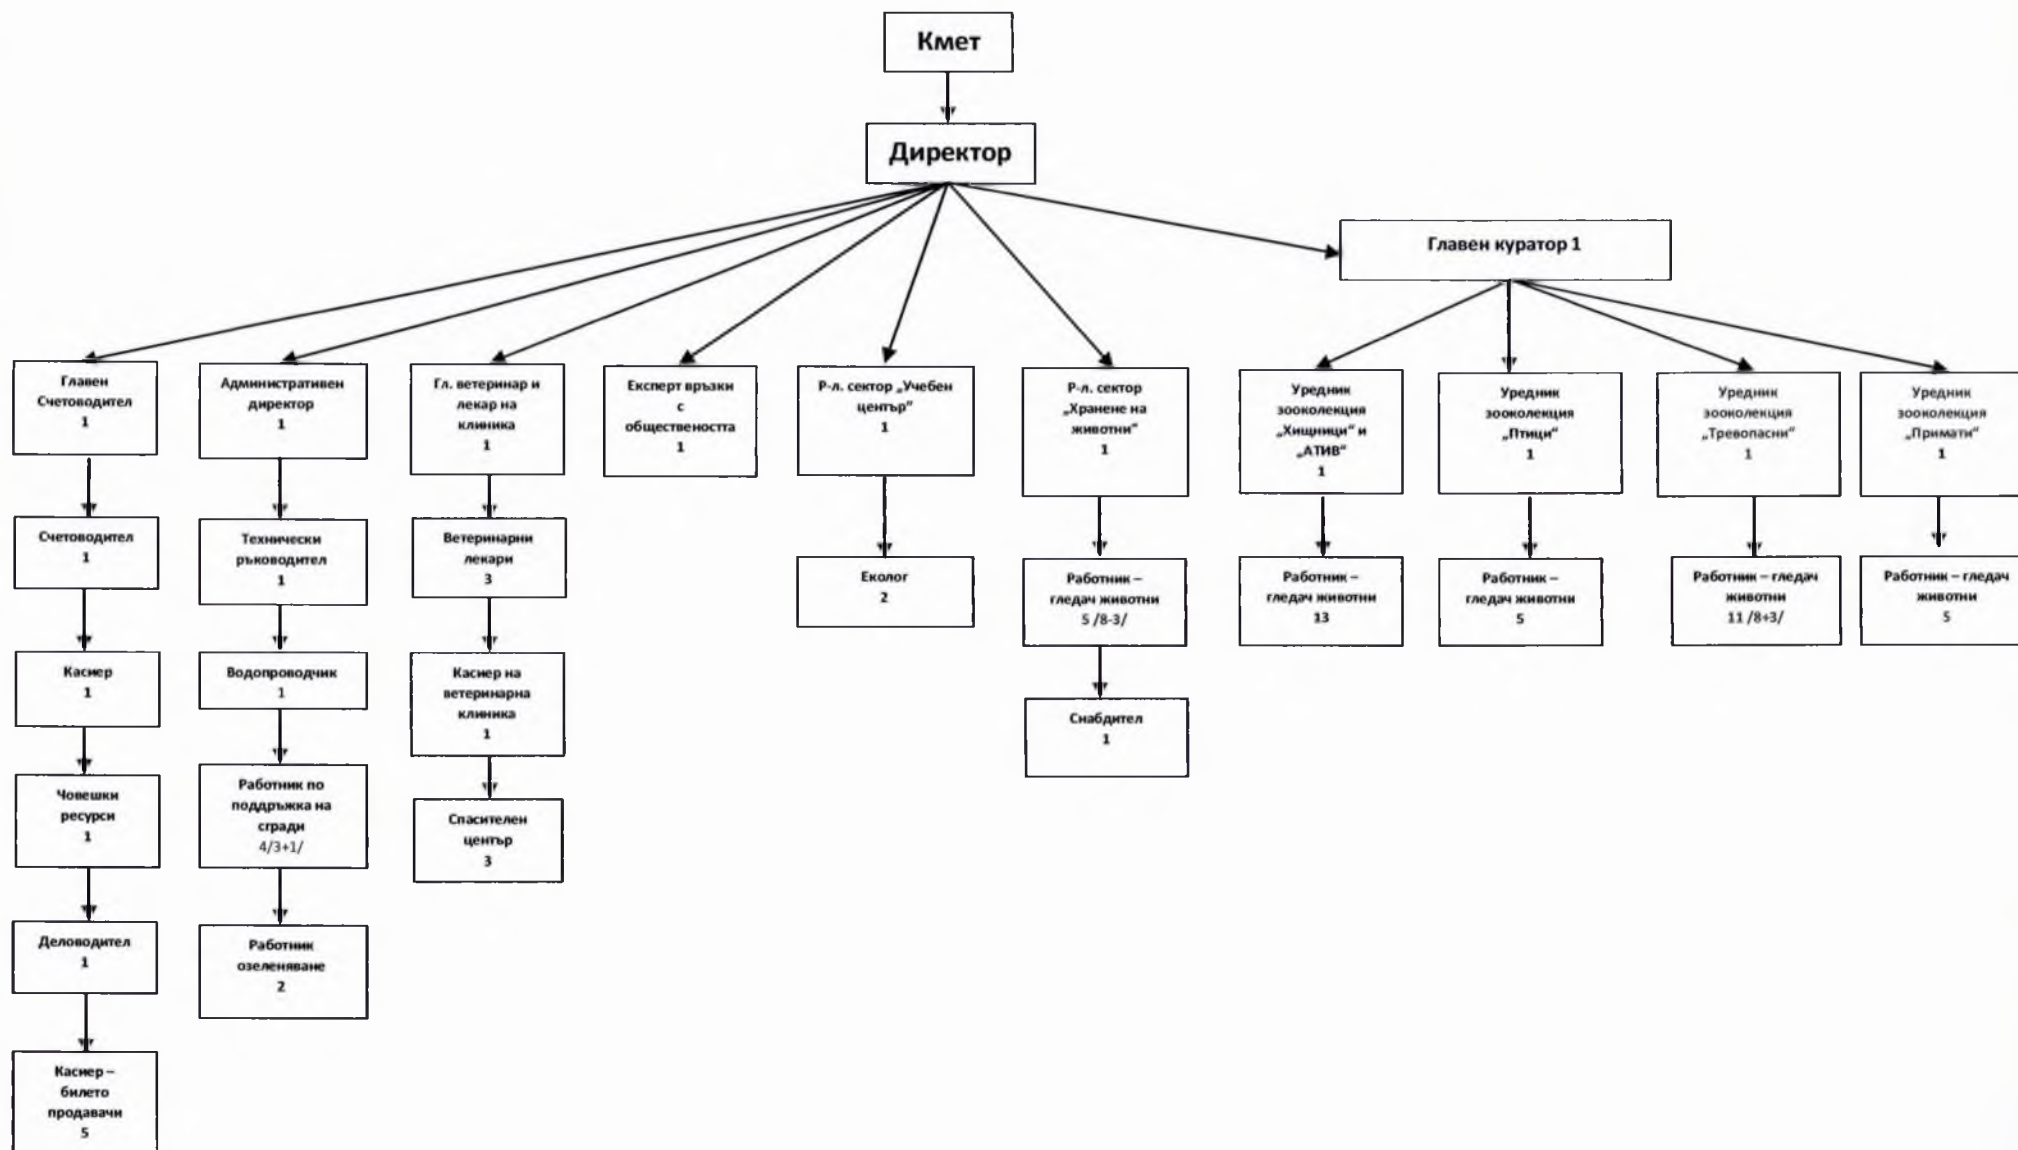 Кмет
Директор
Главен куратор 1
Главен
Счетоводител
1
Административен
директор
1
Гл. ветеринар и
лекар на
клиника
1
Експерт връзки
с
обществеността
1
Р-л. сектор „Учебен
център“
1
Р-л. сектор
„Хранене на
животни“
1
Уредник
зооколекция
„Хищници“ и
„АТИВ“
1
Уредник
зооколекция
„Птици“
1
Уредник
зооколекция
„Тревопасни“
1
Уредник
зооколекция
„Примати“
1
Счетоводител
1
Технически
ръководител
1
Ветеринарни
лекари
3
Еколог
2
Работник –
гледач животни
5 /8-3/
Работник –
гледач животни
13
Работник –
гледач животни
5
Работник – гледач
животни
11 /8+3/
Работник – гледач
животни
5
Касиер
1
Водопроводчик
1
Касиер на
ветеринарна
клиника
1
Снабдител
1
Човешки
ресурси
1
Работник по
поддръжка на
сгради
4/3+1/
Спасителен
център
3
Деловодител
1
Работник
озеленяване
2
Касиер –
билето
продавачи
5